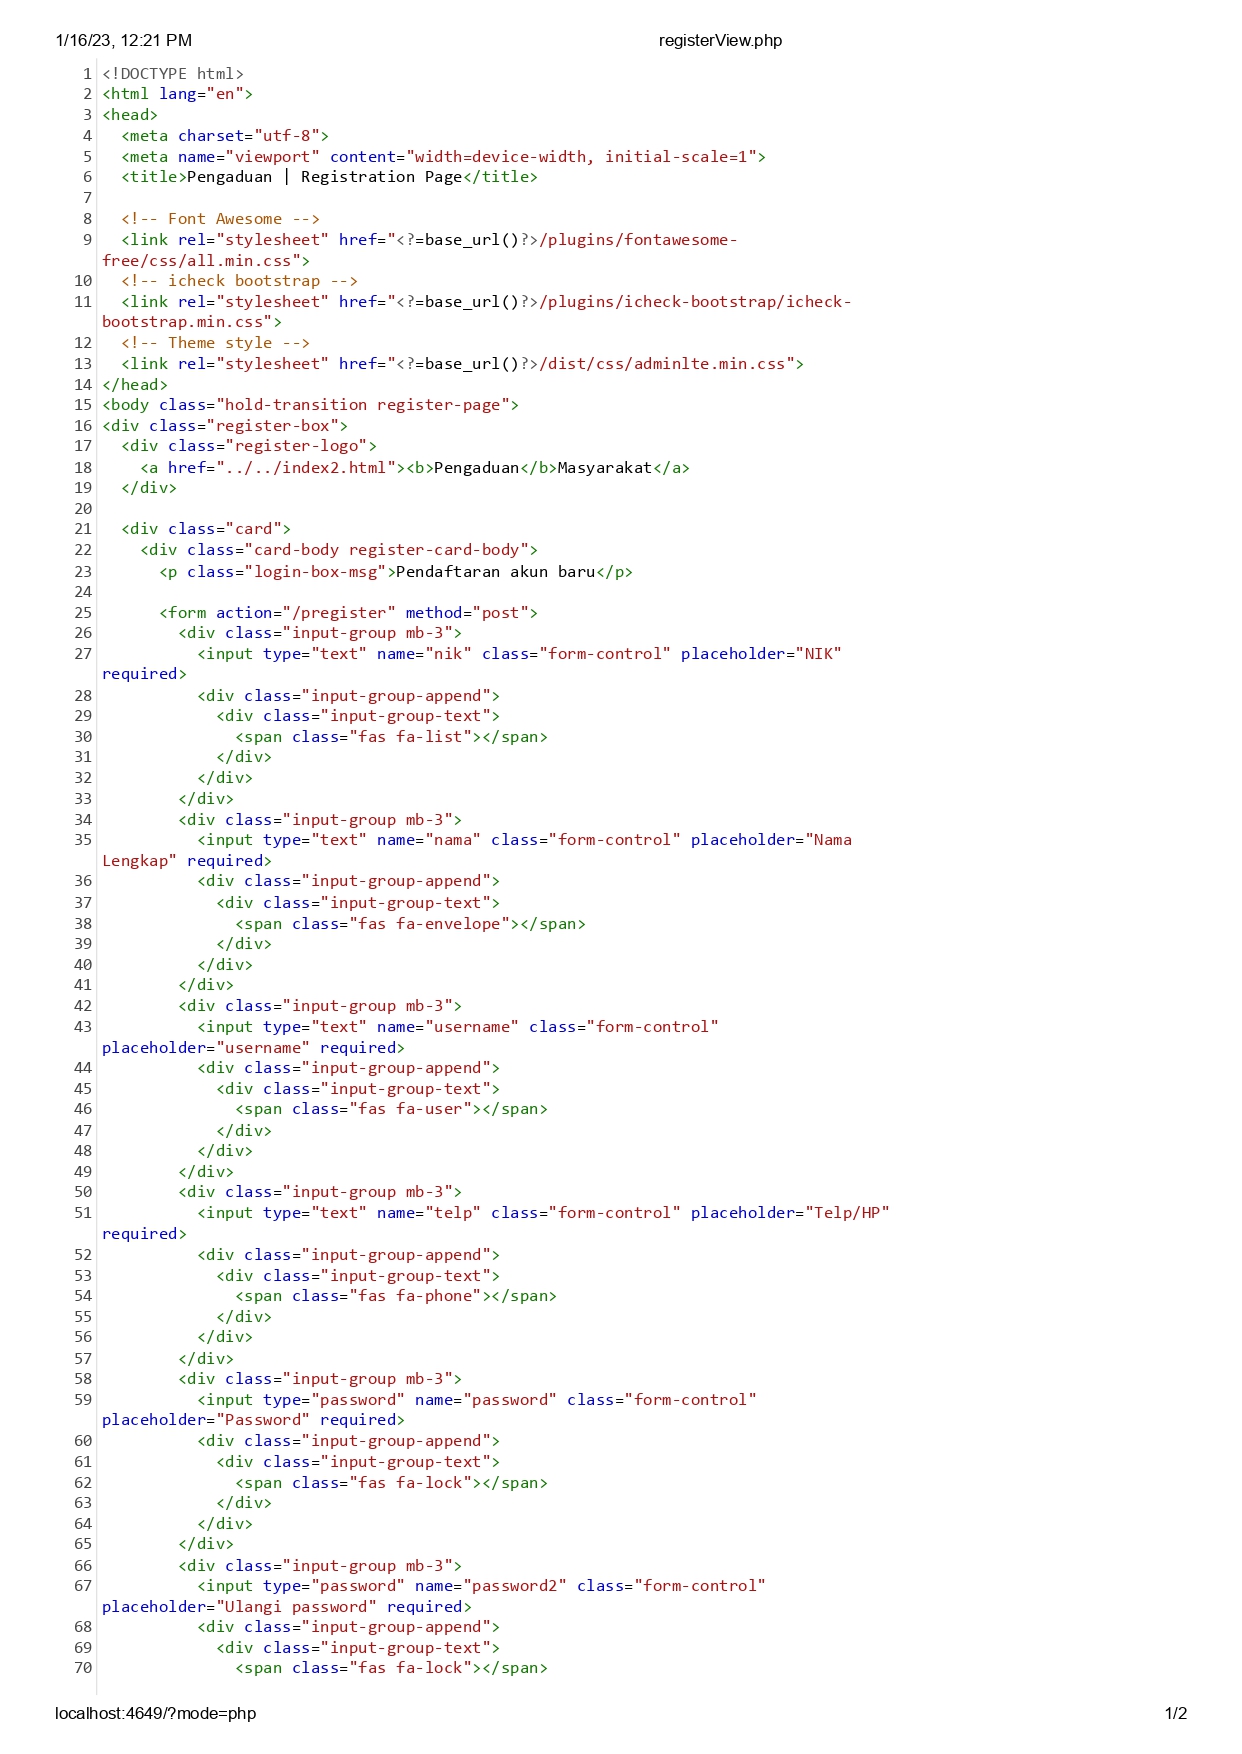 1/16/23, 12:21 PM registerView.php
1 <!DOCTYPE html>
2 <html lang="en">
3 <head>
4   <meta charset="utf-8">
5   <meta name="viewport" content="width=device-width, initial-scale=1">
6   <title>Pengaduan | Registration Page</title>
7
8   <!-- Font Awesome -->
9   <link rel="stylesheet" href="<?=base_url()?>/plugins/fontawesome-
free/css/all.min.css">
10   <!-- icheck bootstrap -->
11   <link rel="stylesheet" href="<?=base_url()?>/plugins/icheck-bootstrap/icheck-
bootstrap.min.css">
12   <!-- Theme style -->
13   <link rel="stylesheet" href="<?=base_url()?>/dist/css/adminlte.min.css">
14 </head>
15 <body class="hold-transition register-page">
16 <div class="register-box">
17   <div class="register-logo">
18     <a href="../../index2.html"><b>Pengaduan</b>Masyarakat</a>
19   </div>
20
21   <div class="card">
22     <div class="card-body register-card-body">
23       <p class="login-box-msg">Pendaftaran akun baru</p>
24
25       <form action="/pregister" method="post">
26         <div class="input-group mb-3">
27           <input type="text" name="nik" class="form-control" placeholder="NIK"
required>
28           <div class="input-group-append">
29             <div class="input-group-text">
30               <span class="fas fa-list"></span>
31             </div>
32           </div>
33         </div>
34         <div class="input-group mb-3">
35           <input type="text" name="nama" class="form-control" placeholder="Nama
Lengkap" required>
36           <div class="input-group-append">
37             <div class="input-group-text">
38               <span class="fas fa-envelope"></span>
39             </div>
40           </div>
41         </div>
42         <div class="input-group mb-3">
43           <input type="text" name="username" class="form-control"
placeholder="username" required>
44           <div class="input-group-append">
45             <div class="input-group-text">
46               <span class="fas fa-user"></span>
47             </div>
48           </div>
49         </div>
50         <div class="input-group mb-3">
51           <input type="text" name="telp" class="form-control" placeholder="Telp/HP"
required>
52           <div class="input-group-append">
53             <div class="input-group-text">
54               <span class="fas fa-phone"></span>
55             </div>
56           </div>
57         </div>
58         <div class="input-group mb-3">
59           <input type="password" name="password" class="form-control"
placeholder="Password" required>
60           <div class="input-group-append">
61             <div class="input-group-text">
62               <span class="fas fa-lock"></span>
63             </div>
64           </div>
65         </div>
66         <div class="input-group mb-3">
67           <input type="password" name="password2" class="form-control"
placeholder="Ulangi password" required>
68           <div class="input-group-append">
69             <div class="input-group-text">
70               <span class="fas fa-lock"></span>
localhost:4649/?mode=php 1/2